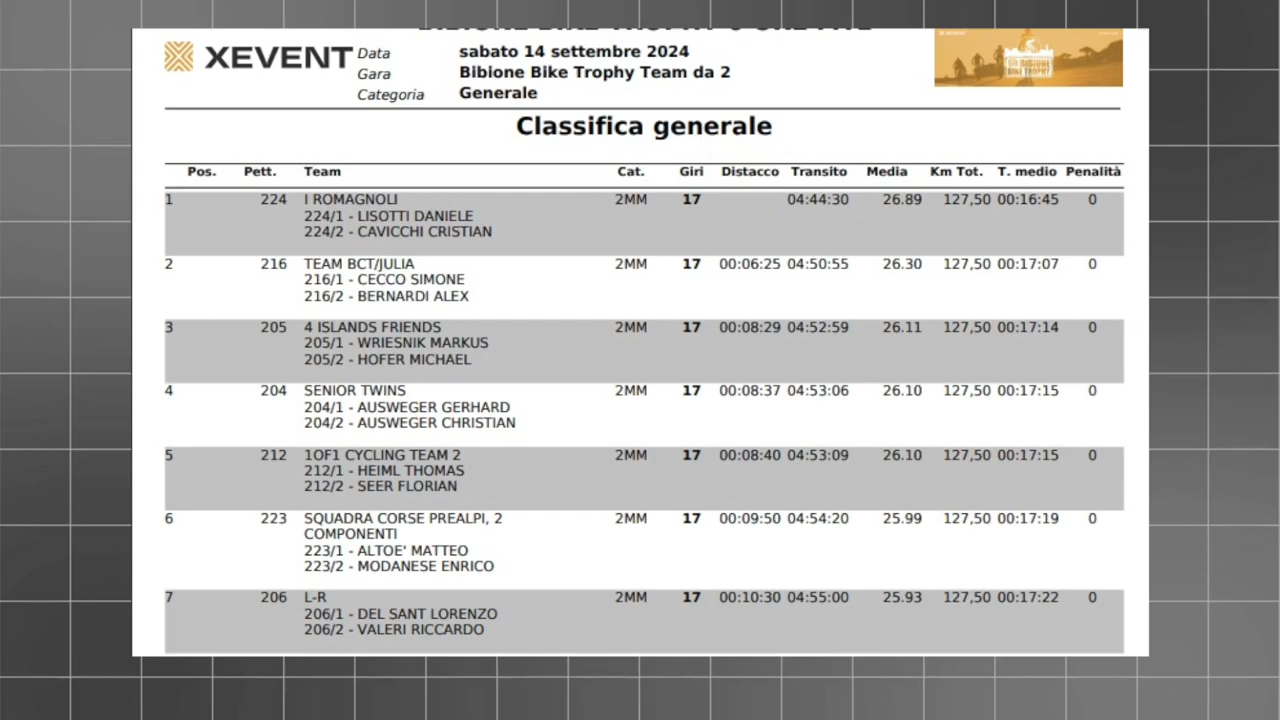 XEVENT
Data sabato 14 settembre 2024
Gara Bibione Bike Trophy Team da 2
Categoria Generale
BIBIONE
BIKE TROPHY
Classifica generale
Pos. Pett. Team Cat. Giri Distacco Transito Media Km Tot. T. medio Penalità
1 224 I ROMAGNOLI 2MM 17 04:44:30 26.89 127,50 00:16:45 0
224/1 - LISOTTI DANIELE
224/2 - CAVICCHI CRISTIAN
2 216 TEAM BCT/JULIA 2MM 17 00:06:25 04:50:55 26.30 127,50 00:17:07 0
216/1 - CECCO SIMONE
216/2 - BERNARDI ALEX
3 205 4 ISLANDS FRIENDS 2MM 17 00:08:29 04:52:59 26.11 127,50 00:17:14 0
205/1 - WRIESNIK MARKUS
205/2 - HOFER MICHAEL
4 204 SENIOR TWINS 2MM 17 00:08:37 04:53:06 26.10 127,50 00:17:15 0
204/1 - AUSWEGER GERHARD
204/2 - AUSWEGER CHRISTIAN
5 212 1OF1 CYCLING TEAM 2 2MM 17 00:08:40 04:53:09 26.10 127,50 00:17:15 0
212/1 - HEIML THOMAS
212/2 - SEER FLORIAN
6 223 SQUADRA CORSE PREALPI, 2 2MM 17 00:09:50 04:54:20 25.99 127,50 00:17:19 0
COMPONENTI
223/1 - ALTOE' MATTEO
223/2 - MODANESE ENRICO
7 206 L-R 2MM 17 00:10:30 04:55:00 25.93 127,50 00:17:22 0
206/1 - DEL SANT LORENZO
206/2 - VALERI RICCARDO